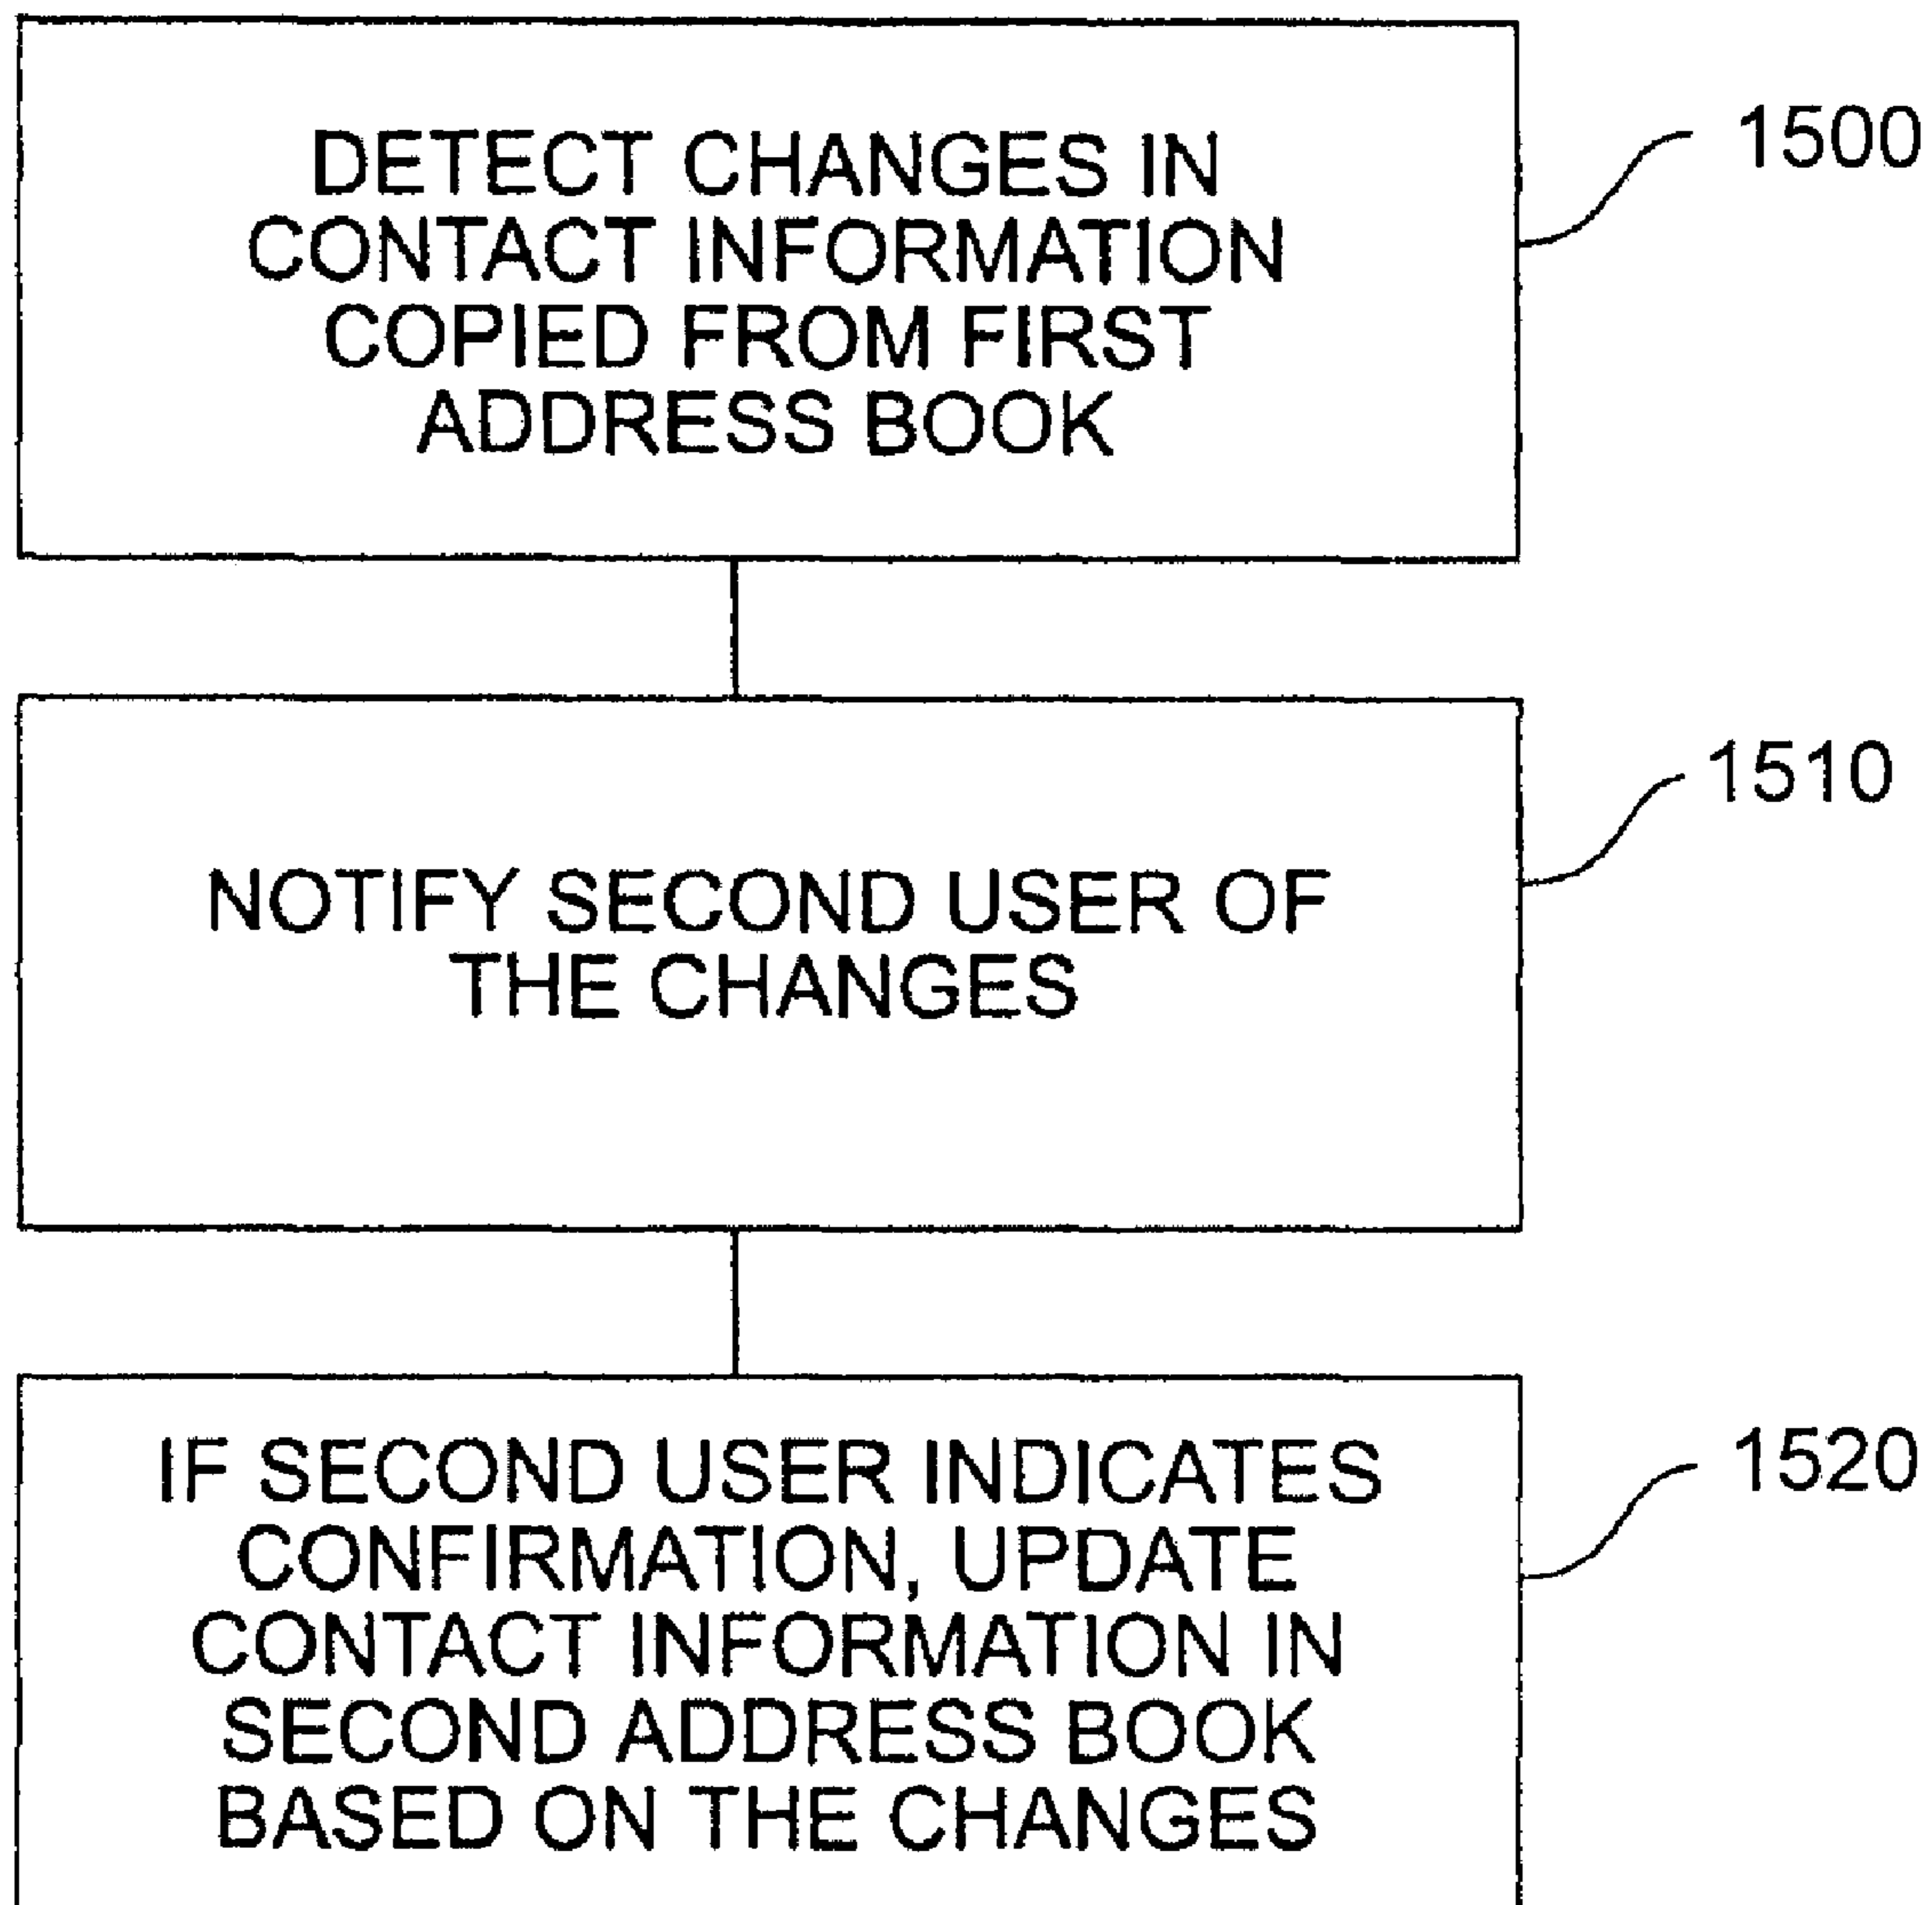 DETECT CHANGES IN
CONTACT INFORMATION
COPIED FROM FIRST
ADDRESS BOOK
1500
NOTIFY SECOND USER OF
THE CHANGES
1510
IF SECOND USER INDICATES
CONFIRMATION, UPDATE
CONTACT INFORMATION IN
SECOND ADDRESS BOOK
BASED ON THE CHANGES
1520